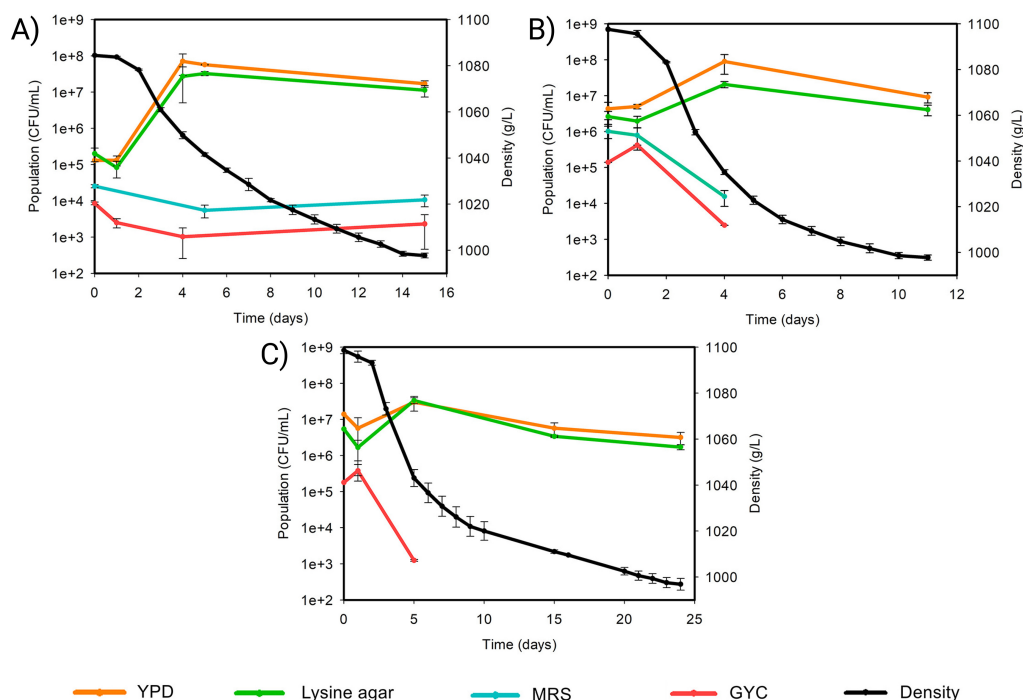 A)
1e+9
1e+8
1e+7
1e+6
1e+5
1e+4
1e+3
1e+2
Population (CFU/mL)
1100
1080
1060
1040
1020
1000
Density (g/L)
0 2 4 6 8 10 12 14 16
Time (days)
B)
1e+9
1e+8
1e+7
1e+6
1e+5
1e+4
1e+3
1e+2
Population (CFU/mL)
1100
1080
1060
1040
1020
1000
Density (g/L)
0 2 4 6 8 10 12
Time (days)
C)
1e+9
1e+8
1e+7
1e+6
1e+5
1e+4
1e+3
1e+2
Population (CFU/mL)
1100
1080
1060
1040
1020
1000
Density (g/L)
0 5 10 15 20 25
Time (days)
YPD Lysine agar MRS GYC Density